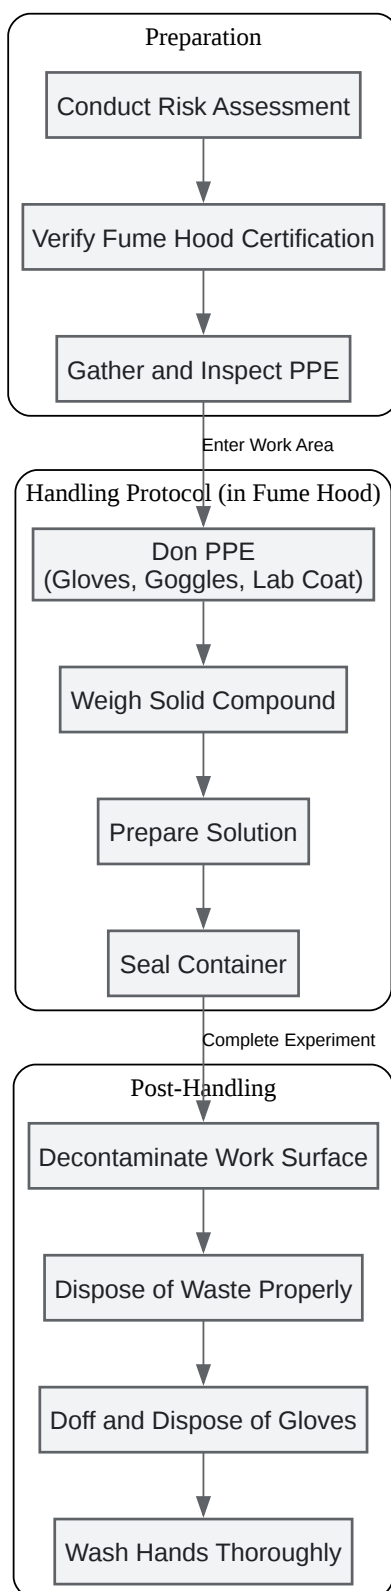 Preparation
Conduct Risk Assessment
Verify Fume Hood Certification
Gather and Inspect PPE
Enter Work Area
Handling Protocol (in Fume Hood)
Don PPE
(Gloves, Goggles, Lab Coat)
Weigh Solid Compound
Prepare Solution
Seal Container
Complete Experiment
Post-Handling
Decontaminate Work Surface
Dispose of Waste Properly
Doff and Dispose of Gloves
Wash Hands Thoroughly